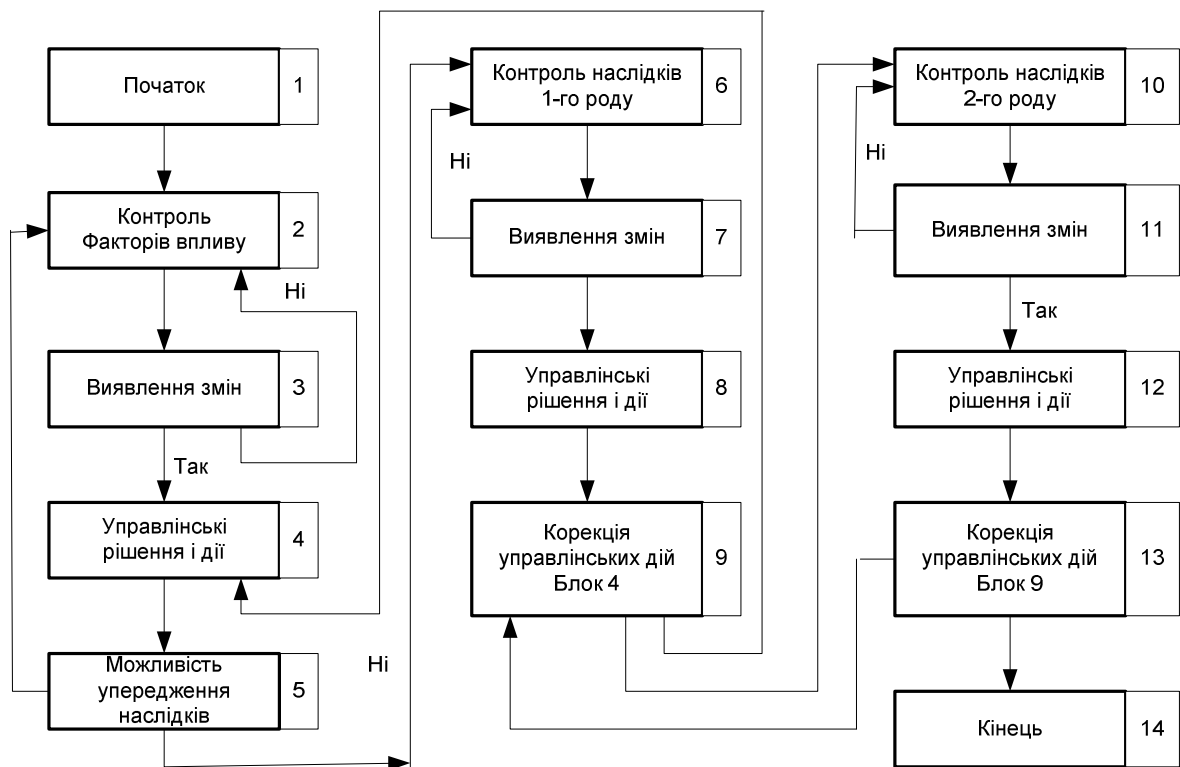 Початок
1
Контроль
Факторів впливу
2
Ні
Виявлення змін
3
Так
Управлінські
рішення і дії
4
Можливість
упередження
наслідків
5
Ні
Контроль наслідків
1-го роду
6
Ні
Виявлення змін
7
Управлінські
рішення і дії
8
Корекція
управлінських дій
Блок 4
9
Контроль наслідків
2-го роду
10
Ні
Виявлення змін
11
Так
Управлінські
рішення і дії
12
Корекція
управлінських дій
Блок 9
13
Кінець
14